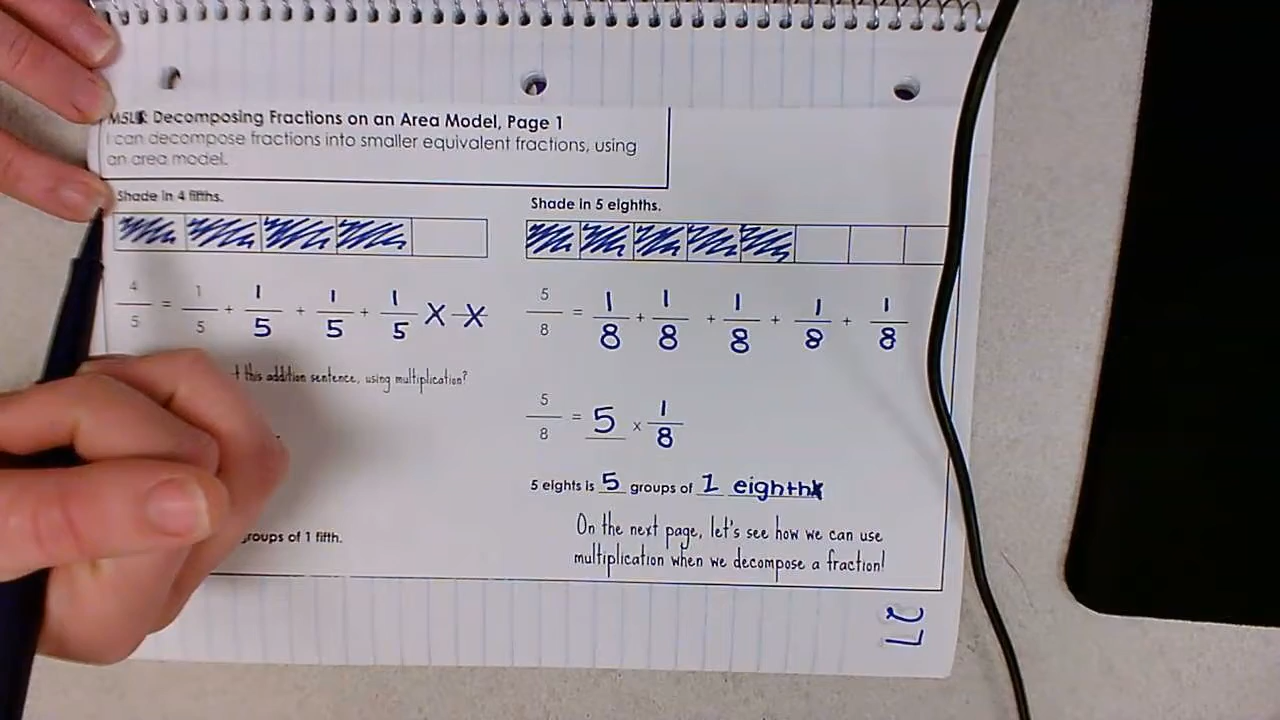 Decomposing Fractions on an Area Model, Page 1
I can decompose fractions into smaller equivalent fractions, using
an area model.
Shade in 4 fifths.
4/5 = 1/5 + 1/5 + 1/5 + 1/5 X X
this addition sentence, using multiplication?
groups of 1 fifth.
Shade in 5 eighths.
5/8 = 1/8 + 1/8 + 1/8 + 1/8 + 1/8
5/8 = 5 x 1/8
5 eights is 5 groups of 1 eighth
On the next page, let's see how we can use
multiplication when we decompose a fraction!
27